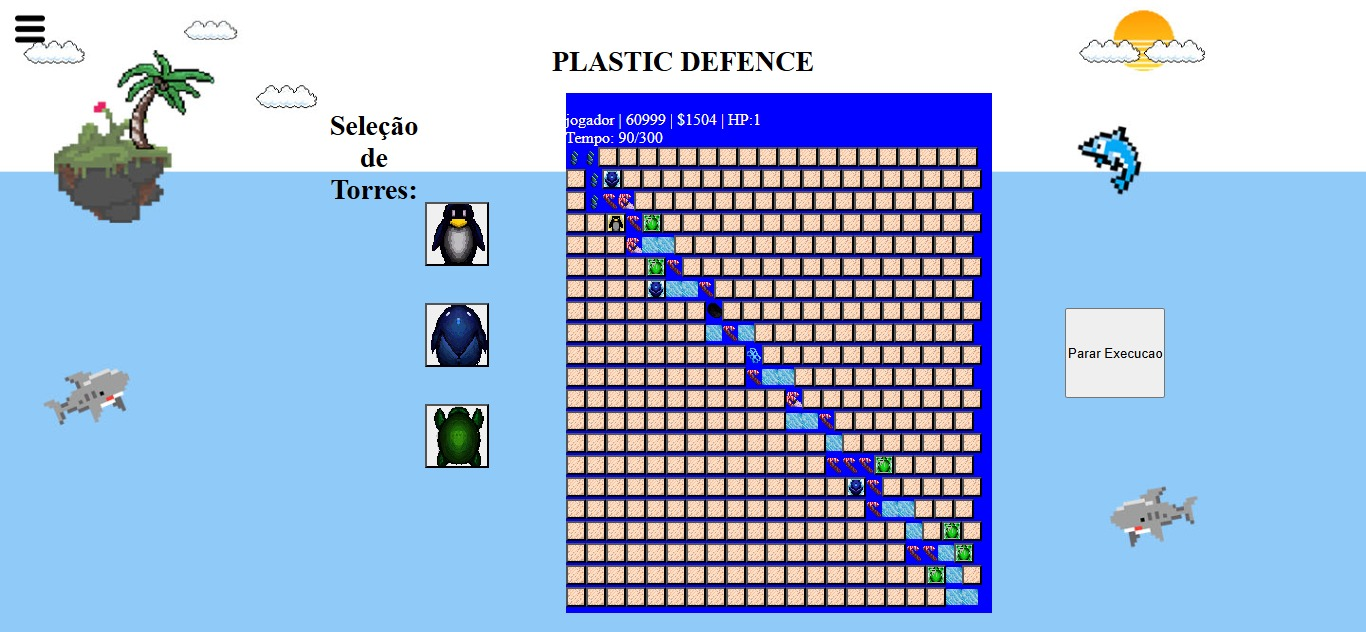 PLASTIC DEFENCE
Seleção
de
Torres:
jogador | 60999 | $1504 | HP:1
Tempo: 90/300
Parar Execucao